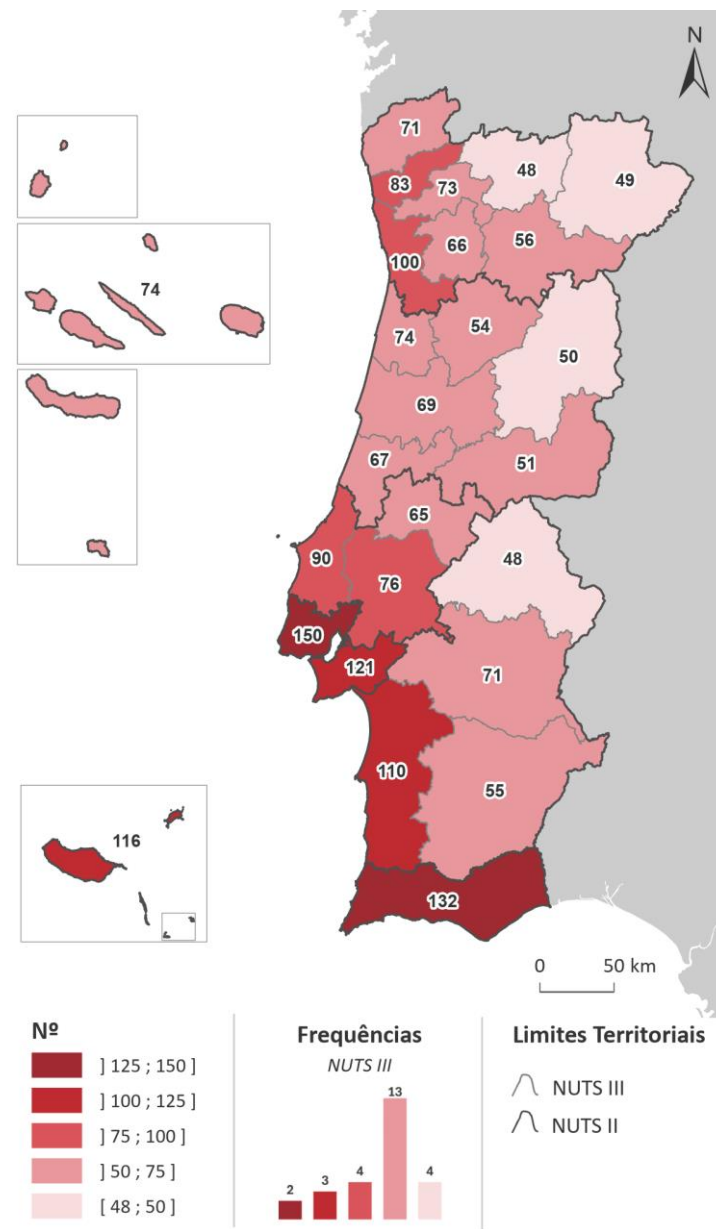 N
71
83
73
48
49
66
56
100
74
74
54
50
69
67
51
65
90
76
48
150
121
71
110
55
116
132
0 50 km
Nº
] 125 ; 150 ]
] 100 ; 125 ]
] 75 ; 100 ]
] 50 ; 75 ]
[ 48 ; 50 ]
Frequências
NUTS III
2 3 4 13 4
Limites Territoriais
NUTS III
NUTS II